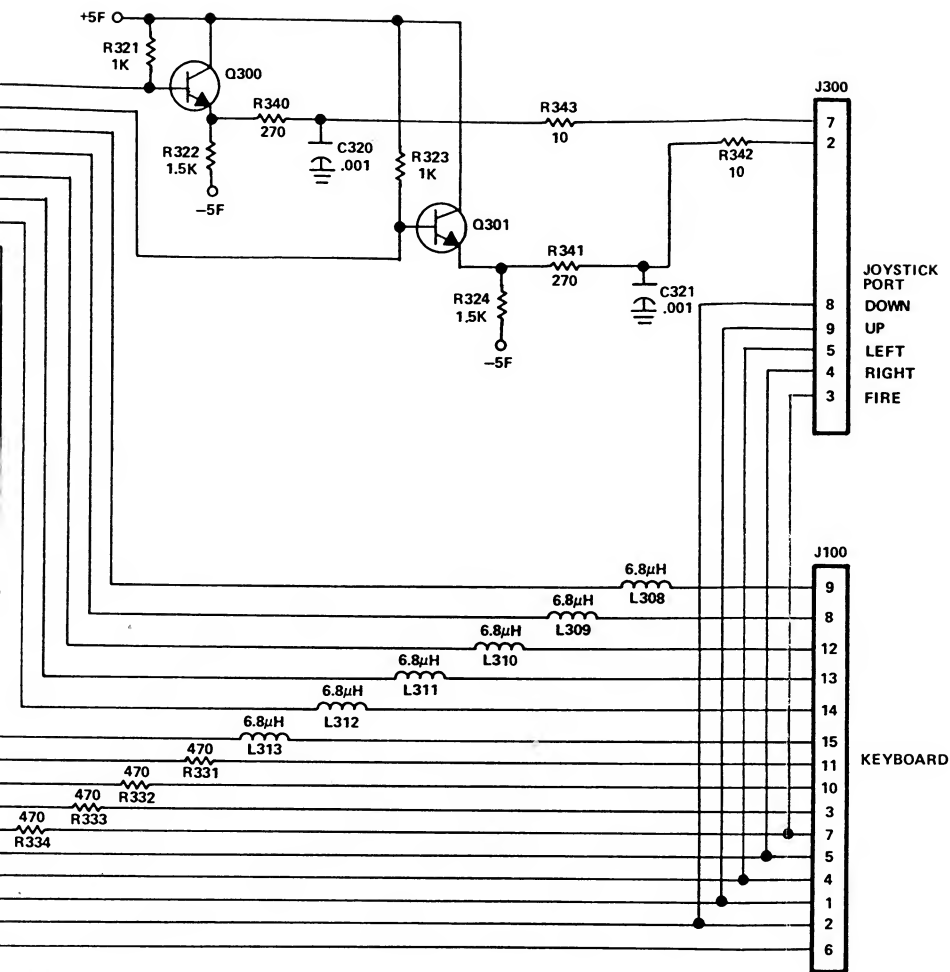 +5F
R321
1K
Q300
R340
270
R322
1.5K
–5F
C320
.001
R323
1K
R343
10
J300
7
2
R342
10
Q301
R341
270
R324
1.5K
–5F
C321
.001
JOYSTICK
PORT
8 DOWN
9 UP
5 LEFT
4 RIGHT
3 FIRE
J100
6.8μH
L308
9
6.8μH
L309
8
6.8μH
L310
12
6.8μH
L311
13
6.8μH
L312
14
6.8μH
L313
15
470
R331
11
KEYBOARD
470
R332
10
470
R333
3
470
R334
7
5
4
1
2
6